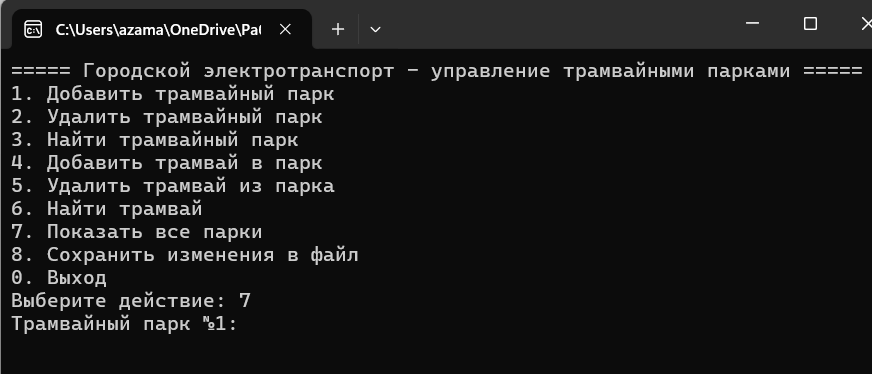 C:\Users\azama\OneDrive\Ра
===== Городской электротранспорт – управление трамвайными парками =====
1. Добавить трамвайный парк
2. Удалить трамвайный парк
3. Найти трамвайный парк
4. Добавить трамвай в парк
5. Удалить трамвай из парка
6. Найти трамвай
7. Показать все парки
8. Сохранить изменения в файл
0. Выход
Выберите действие: 7
Трамвайный парк №1: